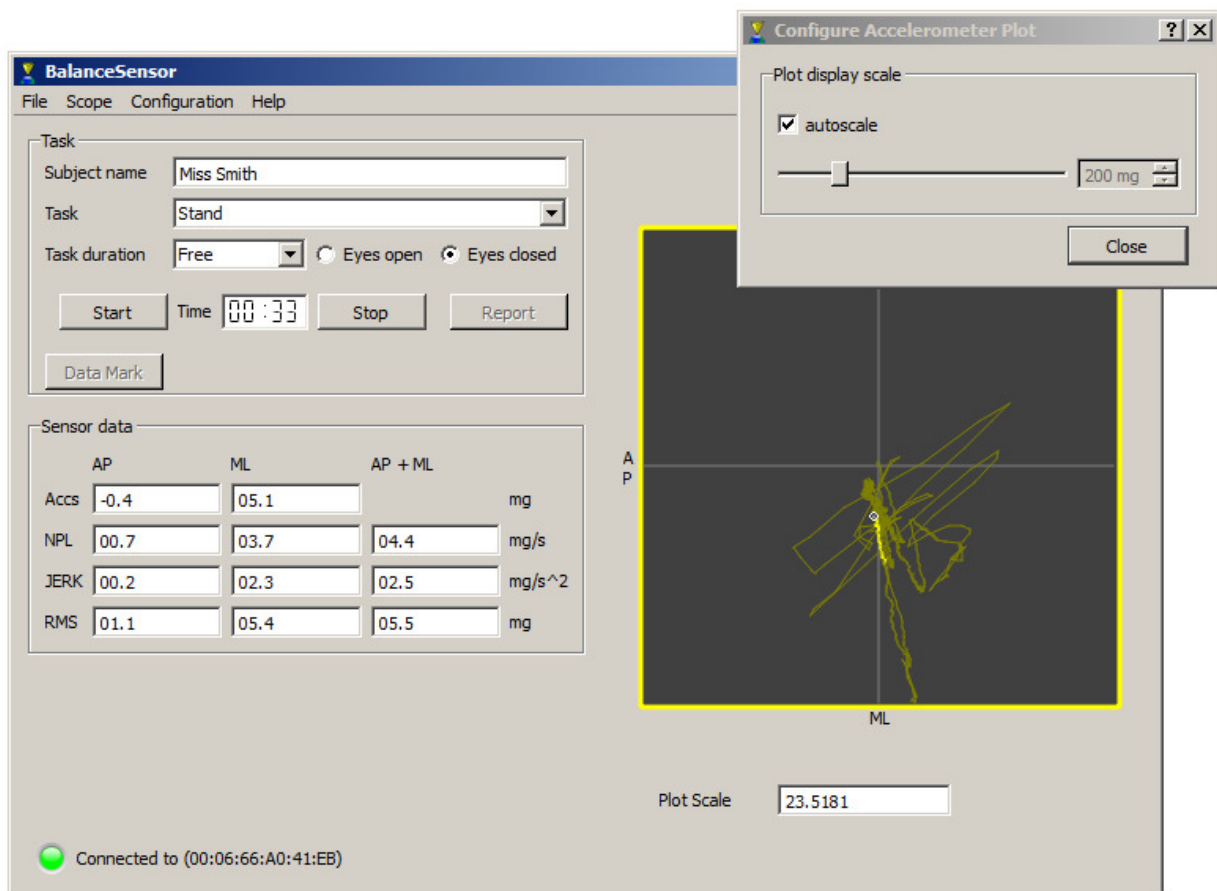 Configure Accelerometer Plot
Plot display scale
autoscale
200 mg
Close
BalanceSensor
File Scope Configuration Help
Task
Subject name Miss Smith
Task Stand
Task duration Free Eyes open Eyes closed
Start Time 00:33 Stop Report
Data Mark
Sensor data
AP ML AP + ML
Accs -0.4 05.1 mg
NPL 00.7 03.7 04.4 mg/s
JERK 00.2 02.3 02.5 mg/s^2
RMS 01.1 05.4 05.5 mg
A
P
ML
Plot Scale 23.5181
Connected to (00:06:66:A0:41:EB)